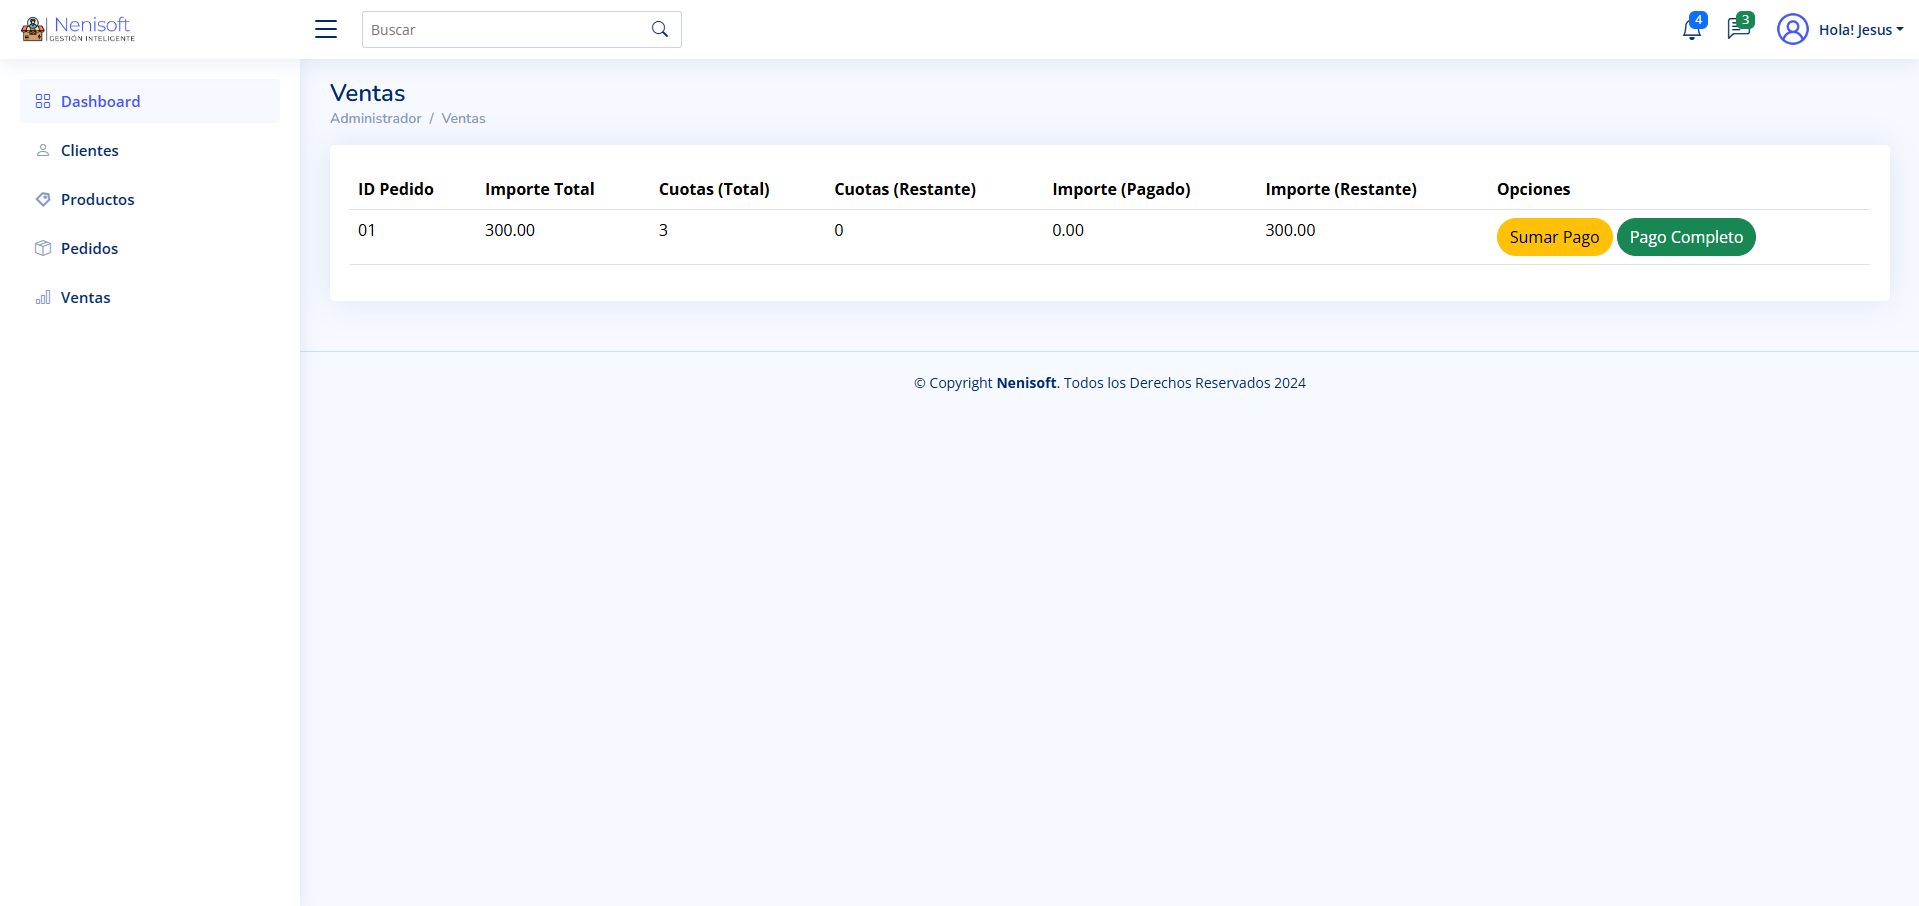 Nenisoft
GESTIÓN INTELIGENTE
Buscar
4
3
Hola! Jesus
Dashboard
Clientes
Productos
Pedidos
Ventas
Ventas
Administrador / Ventas
ID Pedido Importe Total Cuotas (Total) Cuotas (Restante) Importe (Pagado) Importe (Restante) Opciones
01 300.00 3 0 0.00 300.00 Sumar Pago Pago Completo
© Copyright Nenisoft. Todos los Derechos Reservados 2024